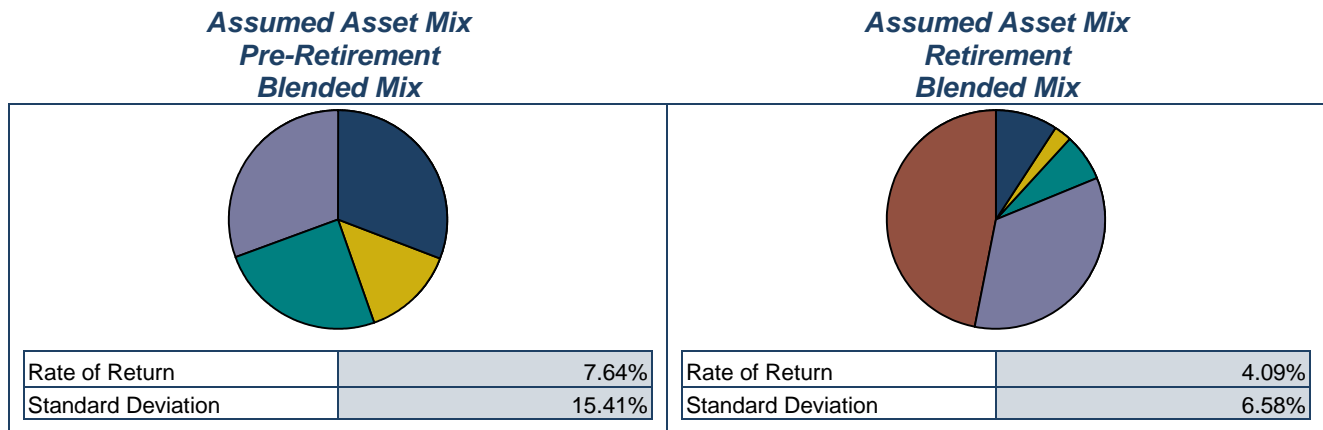 Assumed Asset Mix
Pre-Retirement
Blended Mix
Rate of Return 7.64%
Standard Deviation 15.41%
Assumed Asset Mix
Retirement
Blended Mix
Rate of Return 4.09%
Standard Deviation 6.58%